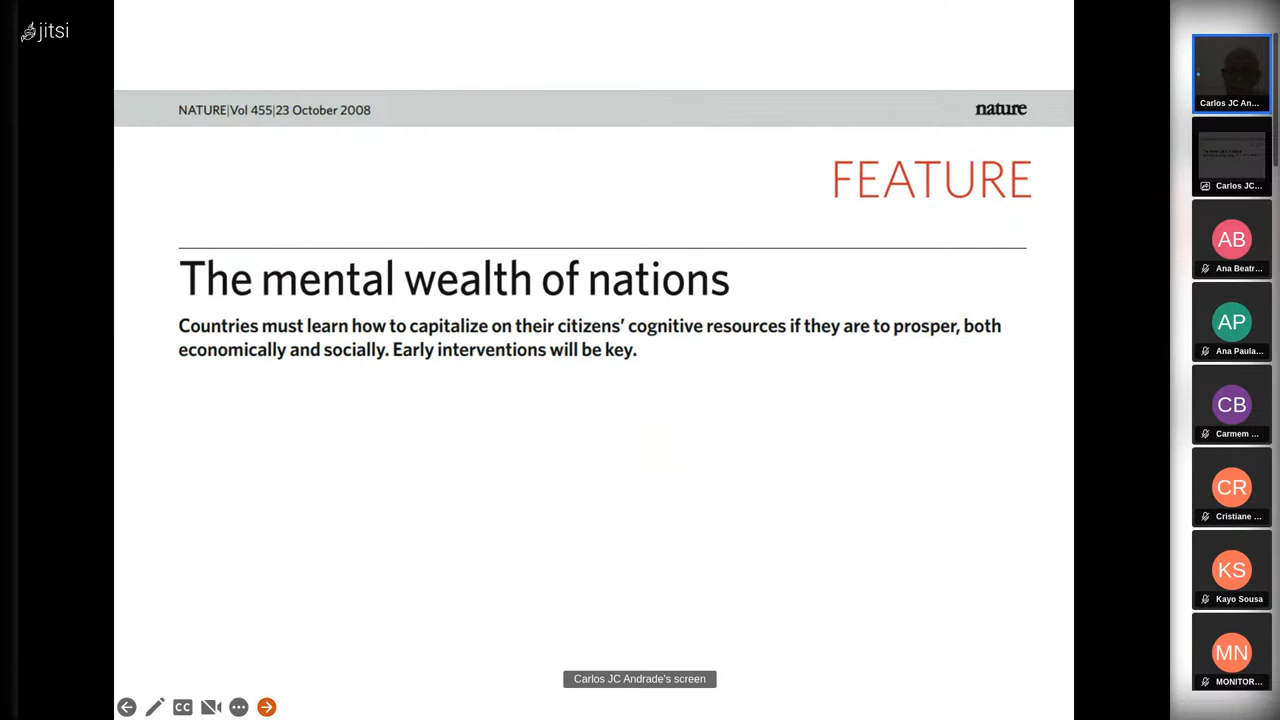 jitsi
NATURE|Vol 455|23 October 2008
nature
FEATURE
The mental wealth of nations
Countries must learn how to capitalize on their citizens' cognitive resources if they are to prosper, both
economically and socially. Early interventions will be key.
Carlos JC Andrade's screen
CC
Carlos JC An...
Carlos JC...
AB
Ana Beatr...
AP
Ana Paula...
CB
Carmem ...
CR
Cristiane ...
KS
Kayo Sousa
MN
MONITOR...